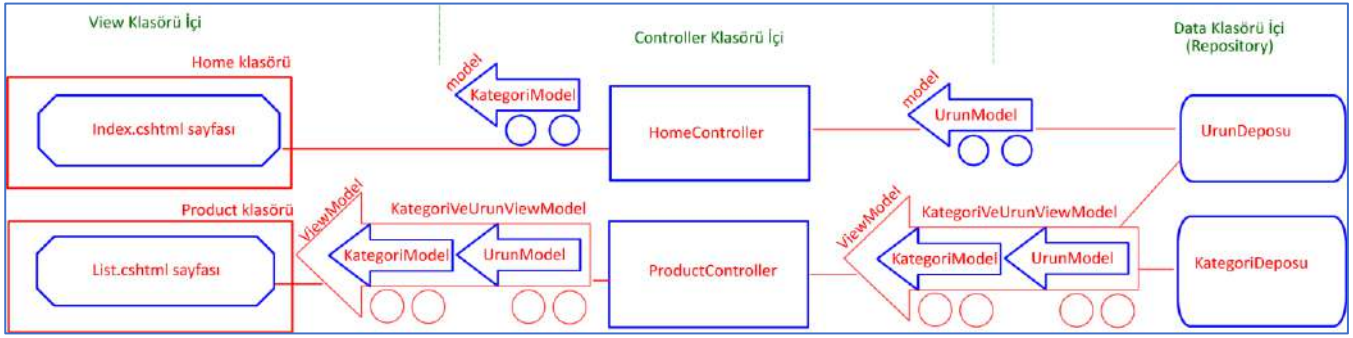 View Klasörü İçi
Controller Klasörü İçi
Data Klasörü İçi
(Repository)
Home klasörü
Index.cshtml sayfası
model
KategoriModel
HomeController
model
UrunModel
UrunDeposu
Product klasörü
List.cshtml sayfası
ViewModel
KategoriVeUrunViewModel
KategoriModel
UrunModel
ProductController
ViewModel
KategoriVeUrunViewModel
KategoriModel
UrunModel
KategoriDeposu